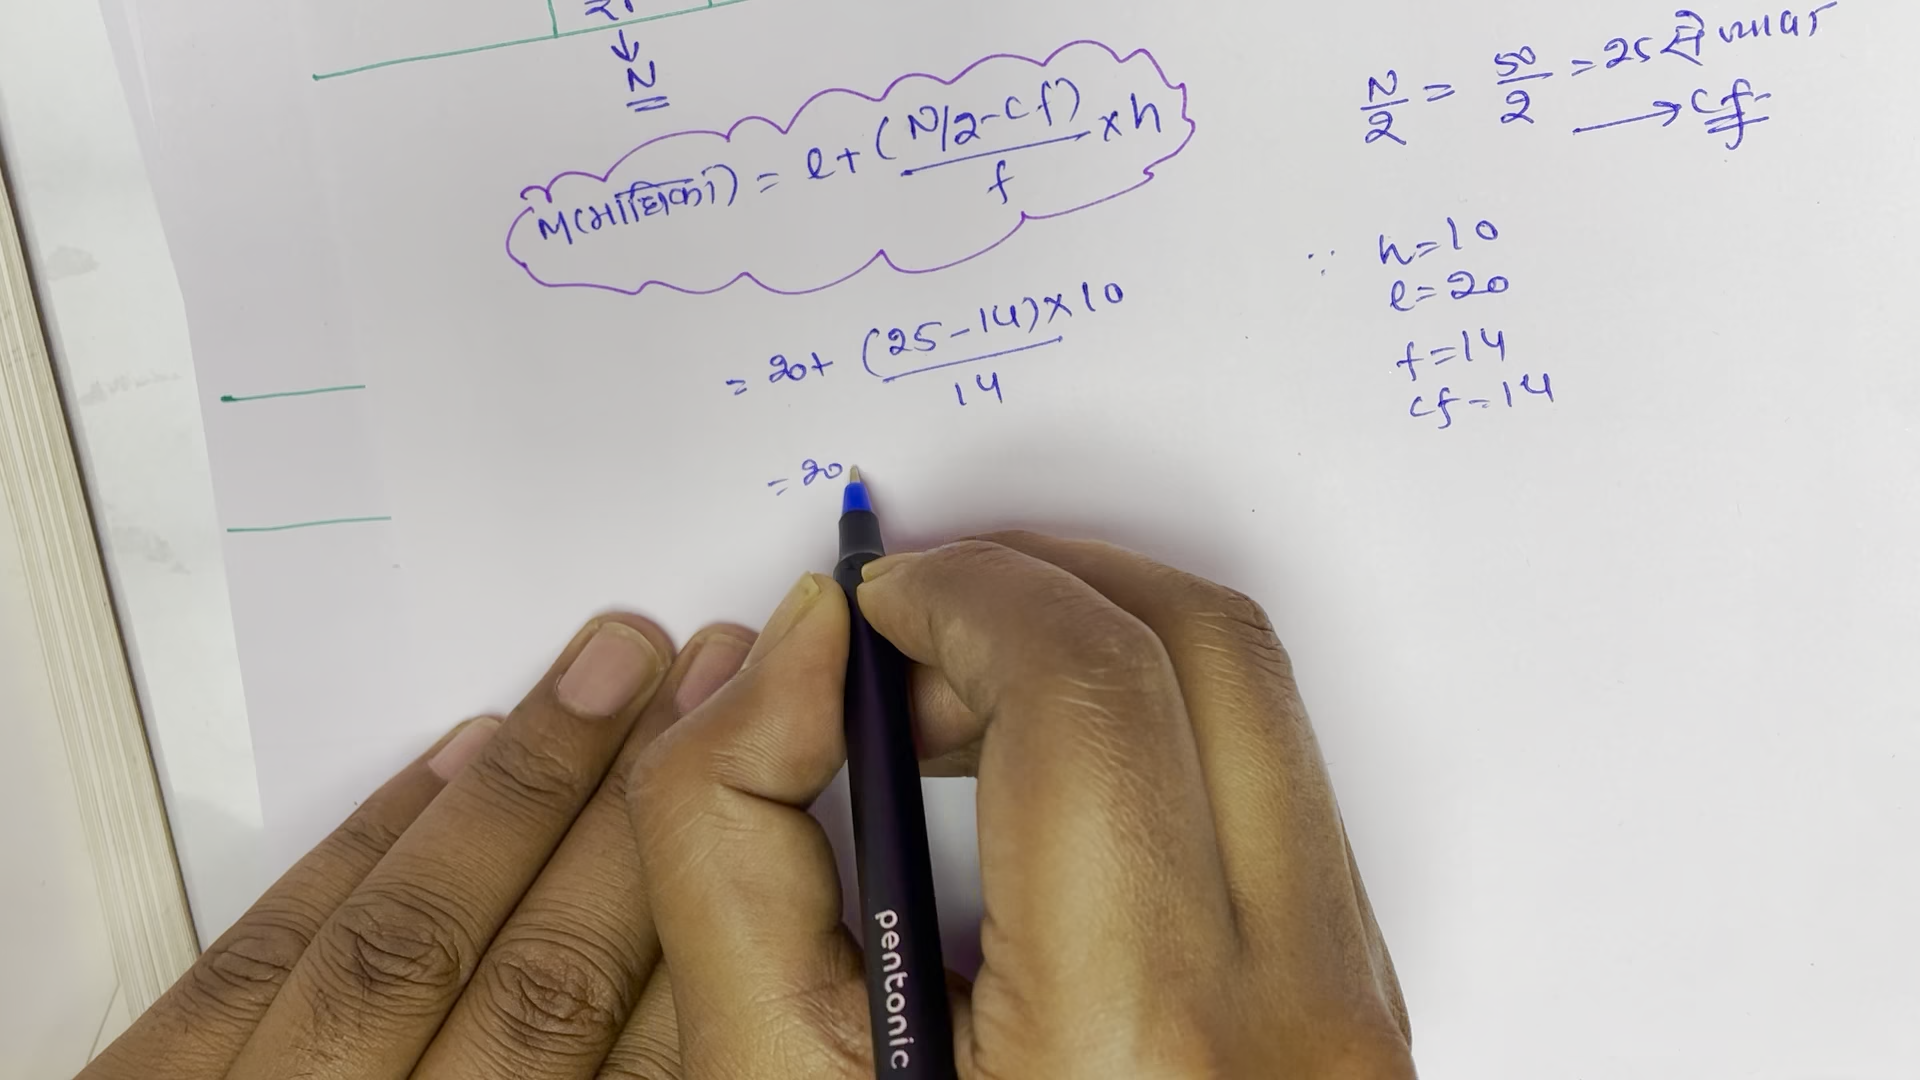 N
M(माधिका) = l + (N/2 - cf) / f × h
= 20 + (25 - 14) × 10 / 14
= 20
N/2 = 50/2 = 25 से ज्यादा
→ cf
∵ h = 10
l = 20
f = 14
cf = 14
pentonic